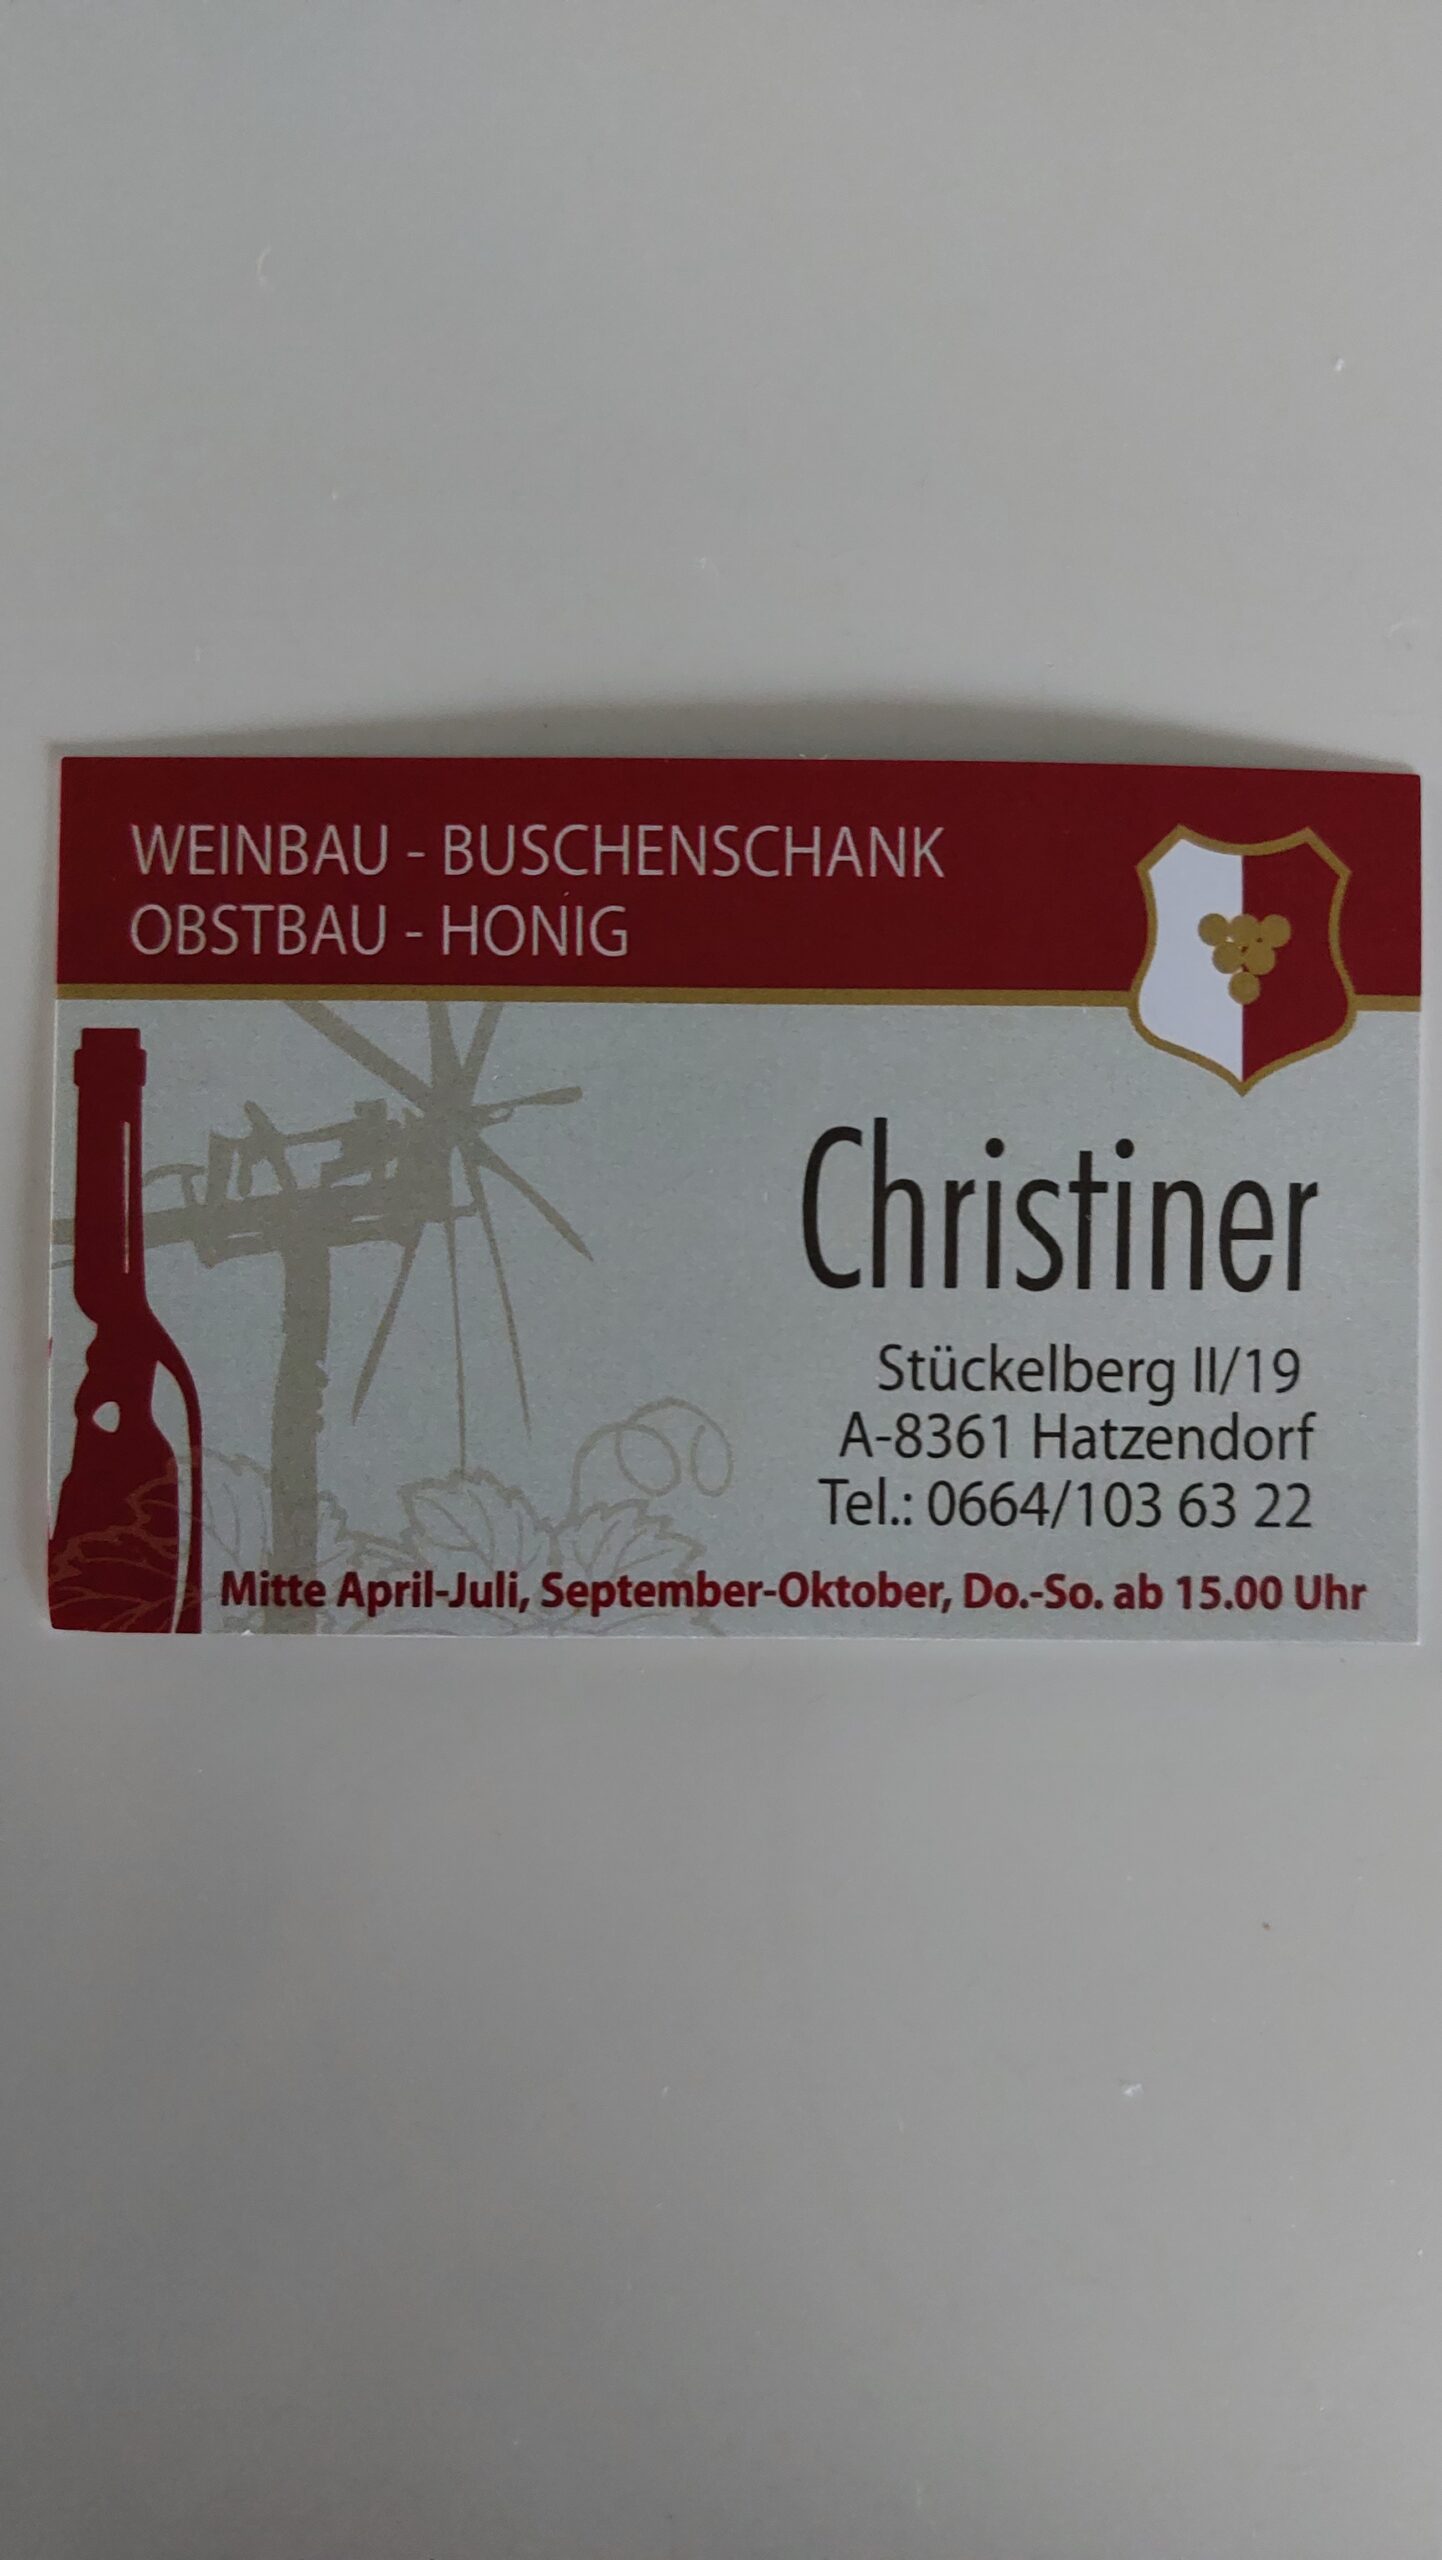 WEINBAU - BUSCHENSCHANK
OBSTBAU - HONIG
Christiner
Stückelberg II/19
A-8361 Hatzendorf
Tel.: 0664/103 63 22
Mitte April-Juli, September-Oktober, Do.-So. ab 15.00 Uhr